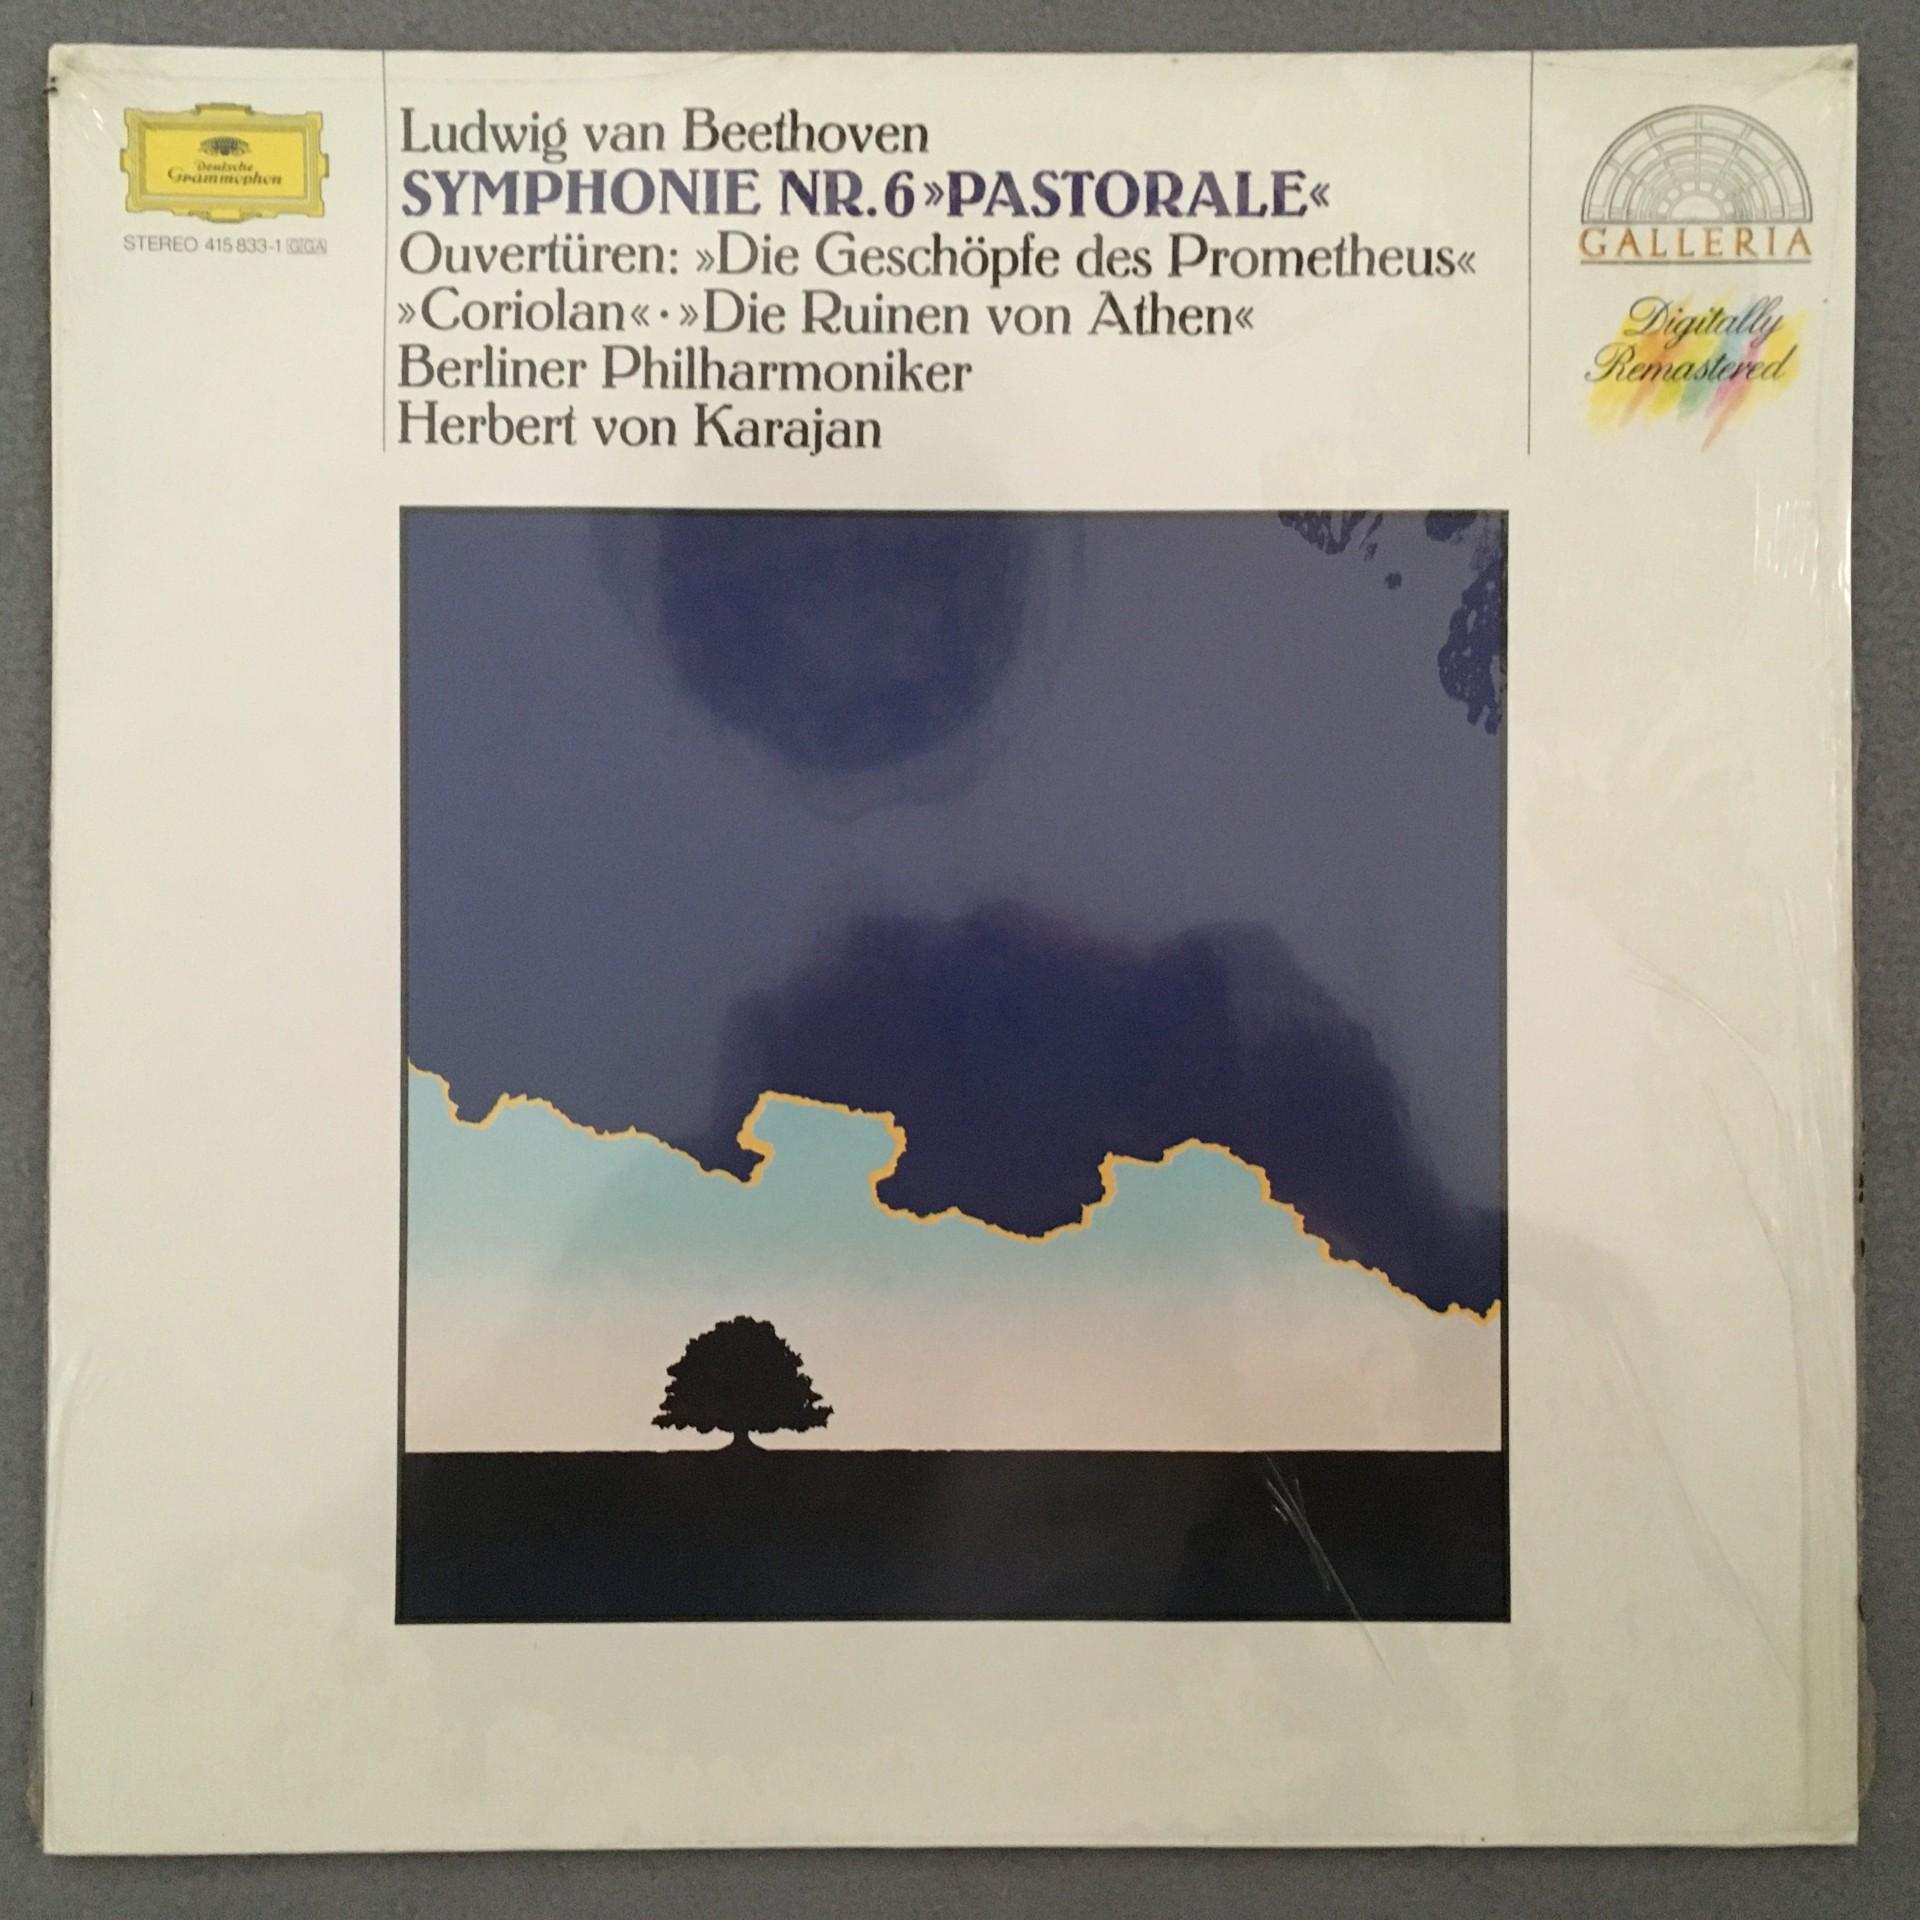 Deutsche
Grammophon
STEREO 415 833-1 GIGA
Ludwig van Beethoven
SYMPHONIE NR. 6 »PASTORALE«
Ouvertüren: »Die Geschöpfe des Prometheus«
»Coriolan« · »Die Ruinen von Athen«
Berliner Philharmoniker
Herbert von Karajan
GALLERIA
Digitally
Remastered